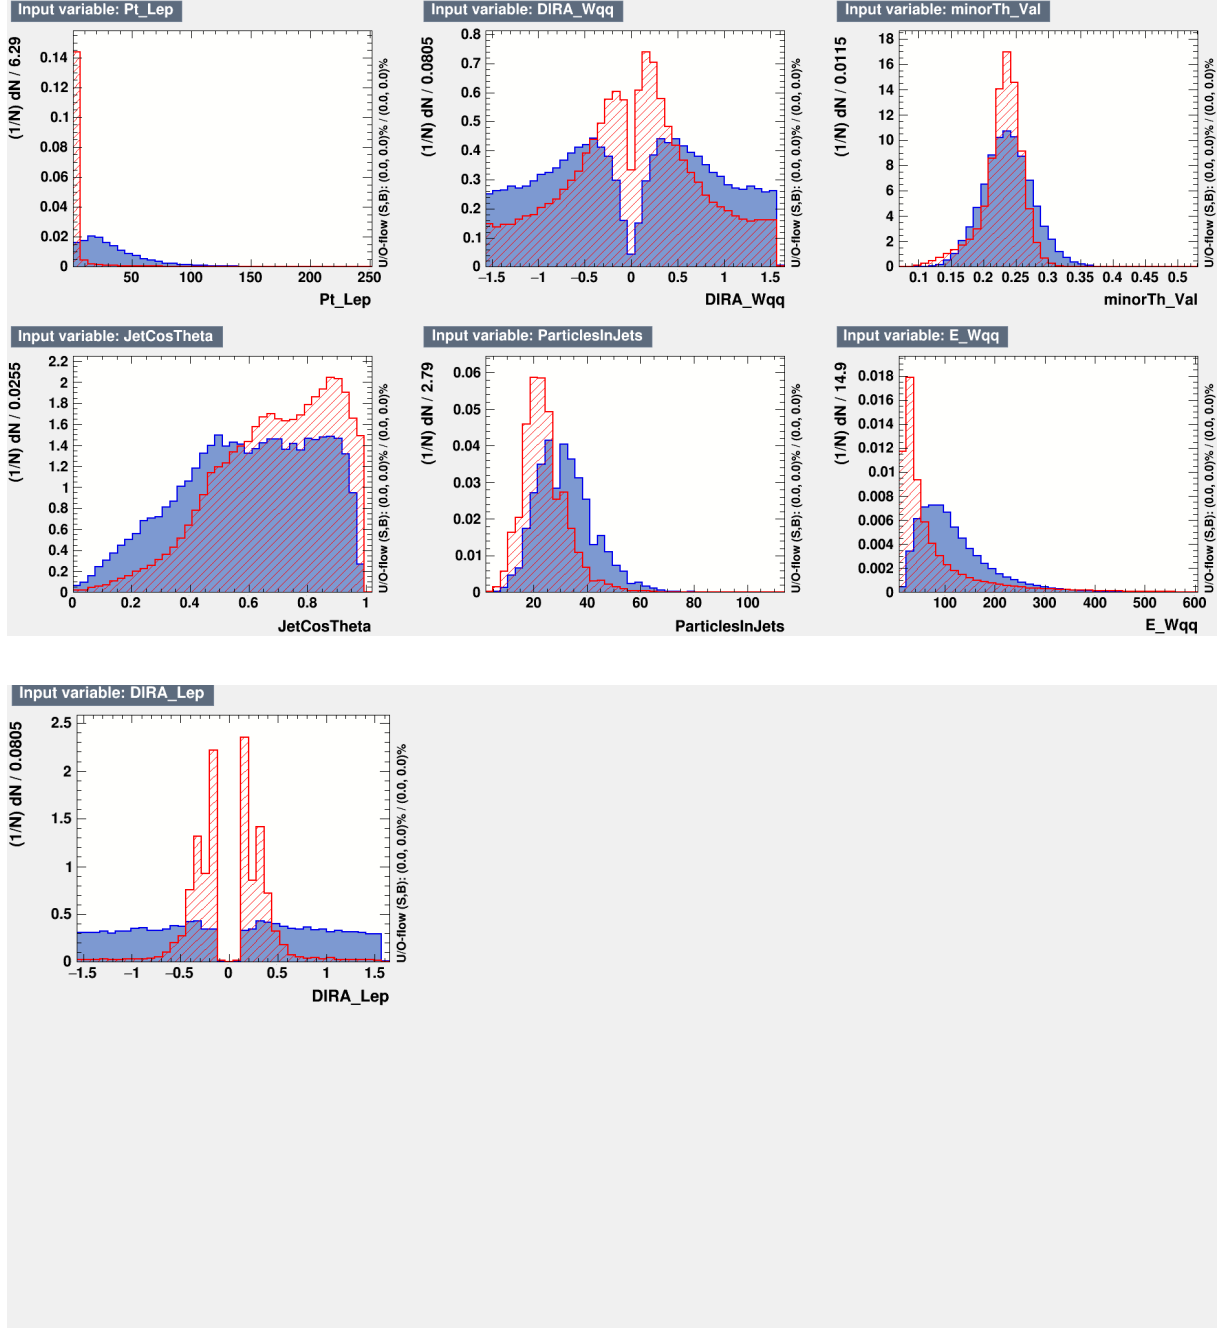 Input variable: Pt_Lep
(1/N) dN / 6.29
0.14
0.12
0.1
0.08
0.06
0.04
0.02
0
50 100 150 200 250
Pt_Lep
U/O-flow (S,B): (0.0, 0.0)% / (0.0, 0.0)%
Input variable: DIRA_Wqq
(1/N) dN / 0.0805
0.8
0.7
0.6
0.5
0.4
0.3
0.2
0.1
0
−1.5 −1 −0.5 0 0.5 1 1.5
DIRA_Wqq
U/O-flow (S,B): (0.0, 0.0)% / (0.0, 0.0)%
Input variable: minorTh_Val
(1/N) dN / 0.0115
18
16
14
12
10
8
6
4
2
0
0.1 0.15 0.2 0.25 0.3 0.35 0.4 0.45 0.5
minorTh_Val
U/O-flow (S,B): (0.0, 0.0)% / (0.0, 0.0)%
Input variable: JetCosTheta
(1/N) dN / 0.0255
2.2
2
1.8
1.6
1.4
1.2
1
0.8
0.6
0.4
0.2
0
0 0.2 0.4 0.6 0.8 1
JetCosTheta
U/O-flow (S,B): (0.0, 0.0)% / (0.0, 0.0)%
Input variable: ParticlesInJets
(1/N) dN / 2.79
0.06
0.05
0.04
0.03
0.02
0.01
0
20 40 60 80 100
ParticlesInJets
U/O-flow (S,B): (0.0, 0.0)% / (0.0, 0.0)%
Input variable: E_Wqq
(1/N) dN / 14.9
0.018
0.016
0.014
0.012
0.01
0.008
0.006
0.004
0.002
0
100 200 300 400 500 600
E_Wqq
U/O-flow (S,B): (0.0, 0.0)% / (0.0, 0.0)%
Input variable: DIRA_Lep
(1/N) dN / 0.0805
2.5
2
1.5
1
0.5
0
−1.5 −1 −0.5 0 0.5 1 1.5
DIRA_Lep
U/O-flow (S,B): (0.0, 0.0)% / (0.0, 0.0)%